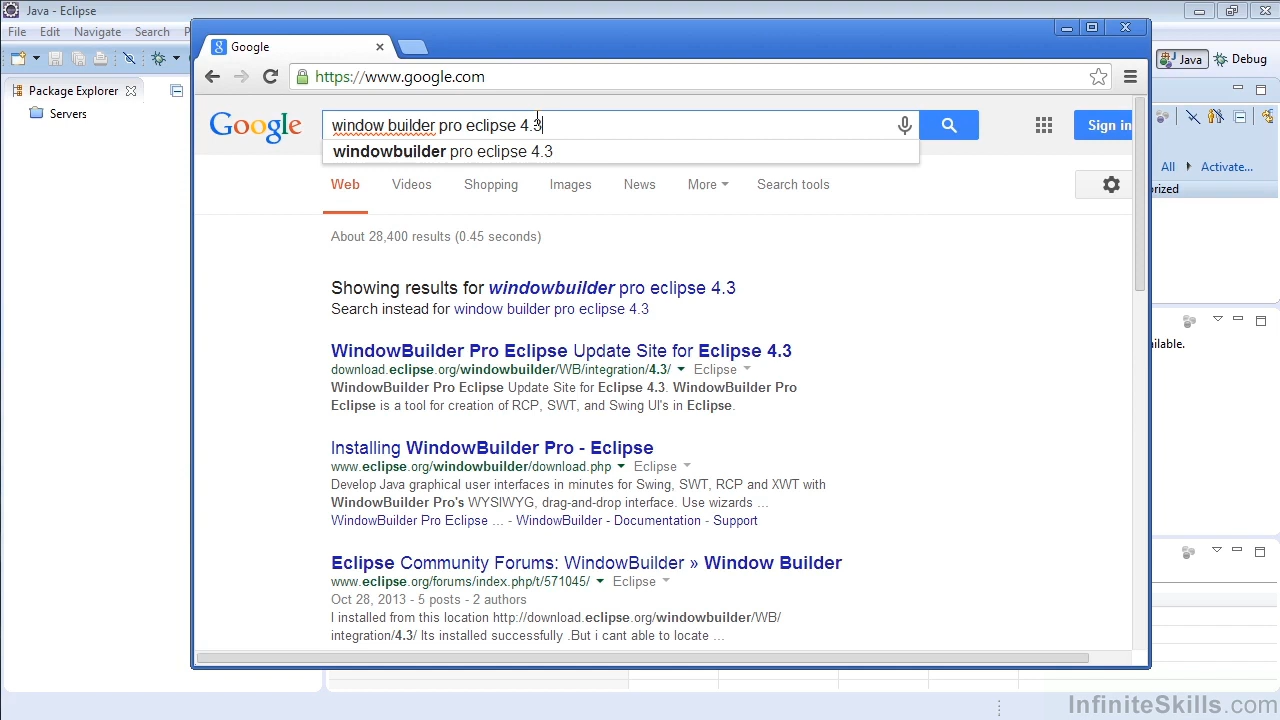 Java - Eclipse
File Edit Navigate Search
Google
https://www.google.com
Java Debug
Package Explorer
Servers
Google window builder pro eclipse 4.3 Sign in
windowbuilder pro eclipse 4.3
All Activate...
Web Videos Shopping Images News More Search tools
rized
About 28,400 results (0.45 seconds)
Showing results for windowbuilder pro eclipse 4.3
Search instead for window builder pro eclipse 4.3
ilable.
WindowBuilder Pro Eclipse Update Site for Eclipse 4.3
download.eclipse.org/windowbuilder/WB/integration/4.3/ Eclipse
WindowBuilder Pro Eclipse Update Site for Eclipse 4.3. WindowBuilder Pro
Eclipse is a tool for creation of RCP, SWT, and Swing UI's in Eclipse.
Installing WindowBuilder Pro - Eclipse
www.eclipse.org/windowbuilder/download.php Eclipse
Develop Java graphical user interfaces in minutes for Swing, SWT, RCP and XWT with
WindowBuilder Pro's WYSIWYG, drag-and-drop interface. Use wizards ...
WindowBuilder Pro Eclipse ... - WindowBuilder - Documentation - Support
Eclipse Community Forums: WindowBuilder » Window Builder
www.eclipse.org/forums/index.php/t/571045/ Eclipse
Oct 28, 2013 - 5 posts - 2 authors
I installed from this location http://download.eclipse.org/windowbuilder/WB/
integration/4.3/ Its installed successfully .But i cant able to locate ...
InfiniteSkills.com